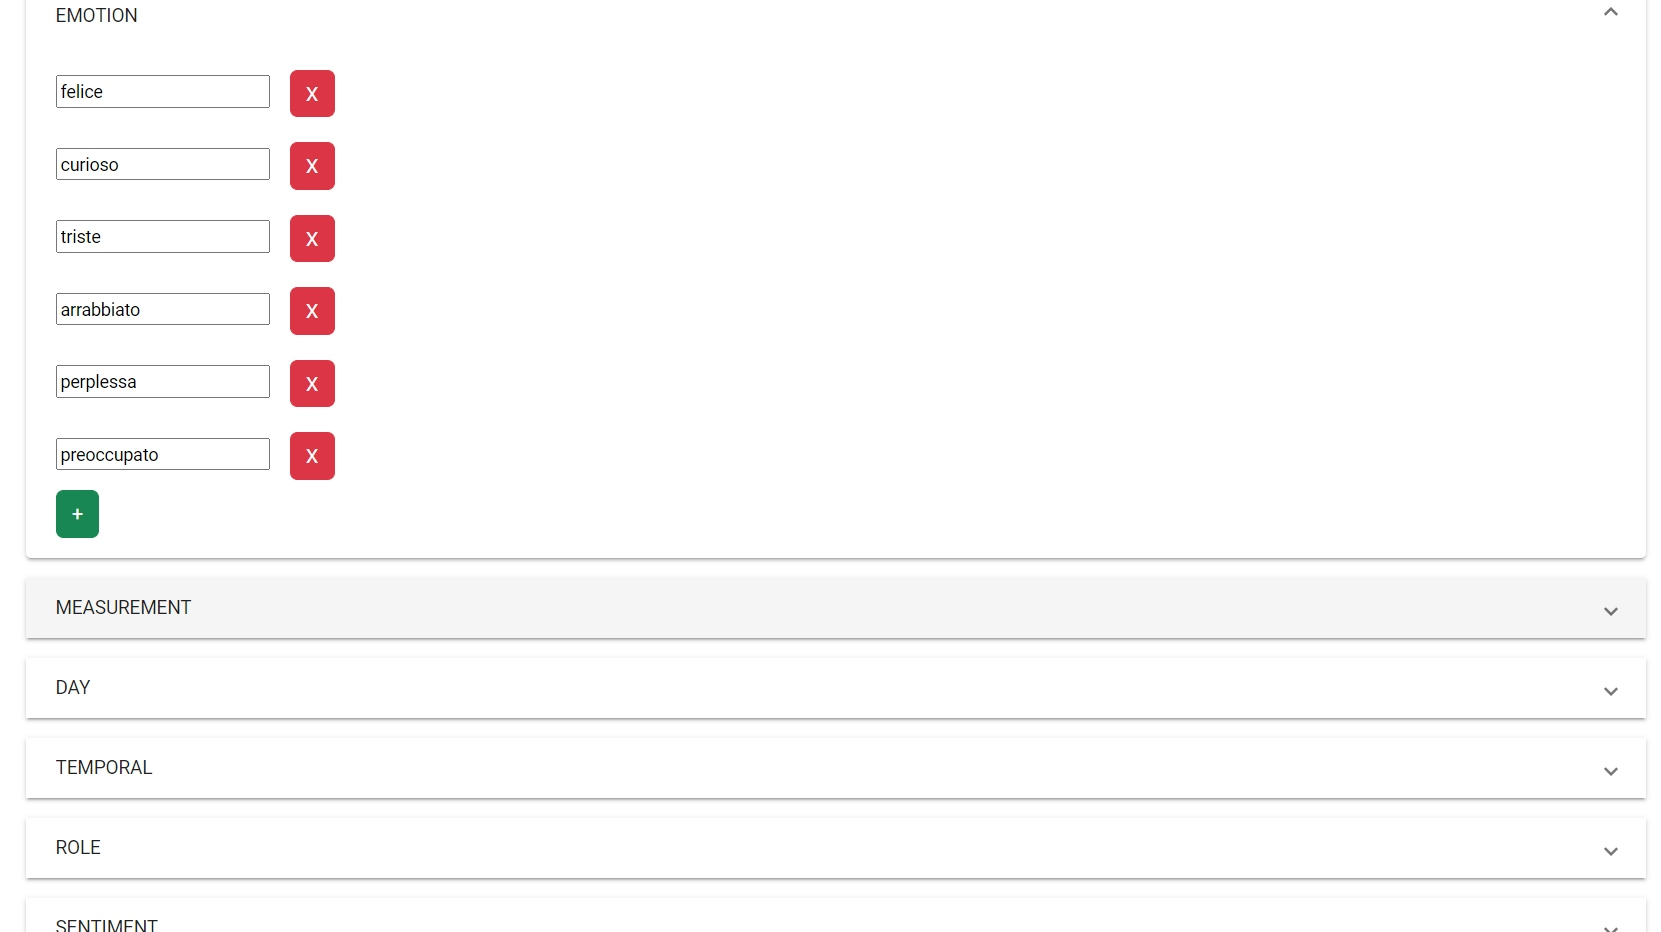 EMOTION
felice X
curioso X
triste X
arrabbiato X
perplessa X
preoccupato X
+
MEASUREMENT
DAY
TEMPORAL
ROLE
SENTIMENT